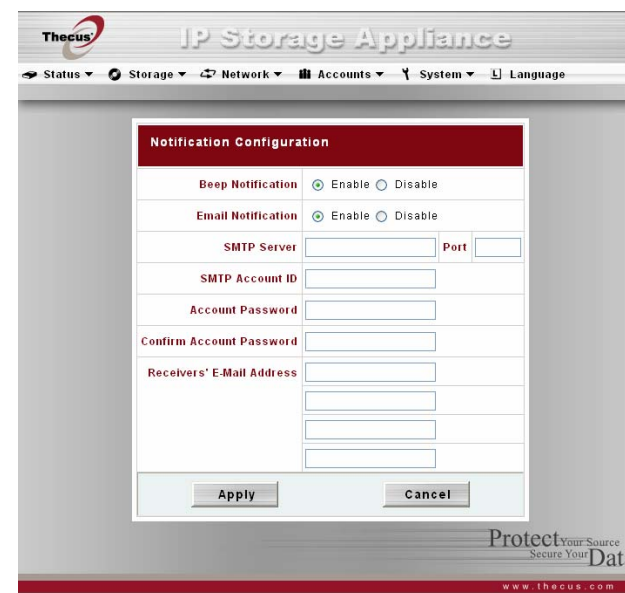 Thecus
IP Storage Appliance
Status ▼ Storage ▼ Network ▼ Accounts ▼ System ▼ L Language
Notification Configuration
Beep Notification Enable Disable
Email Notification Enable Disable
SMTP Server Port
SMTP Account ID
Account Password
Confirm Account Password
Receivers' E-Mail Address
Apply Cancel
Protect Your Source
Secure Your Dat
www.thecus.com